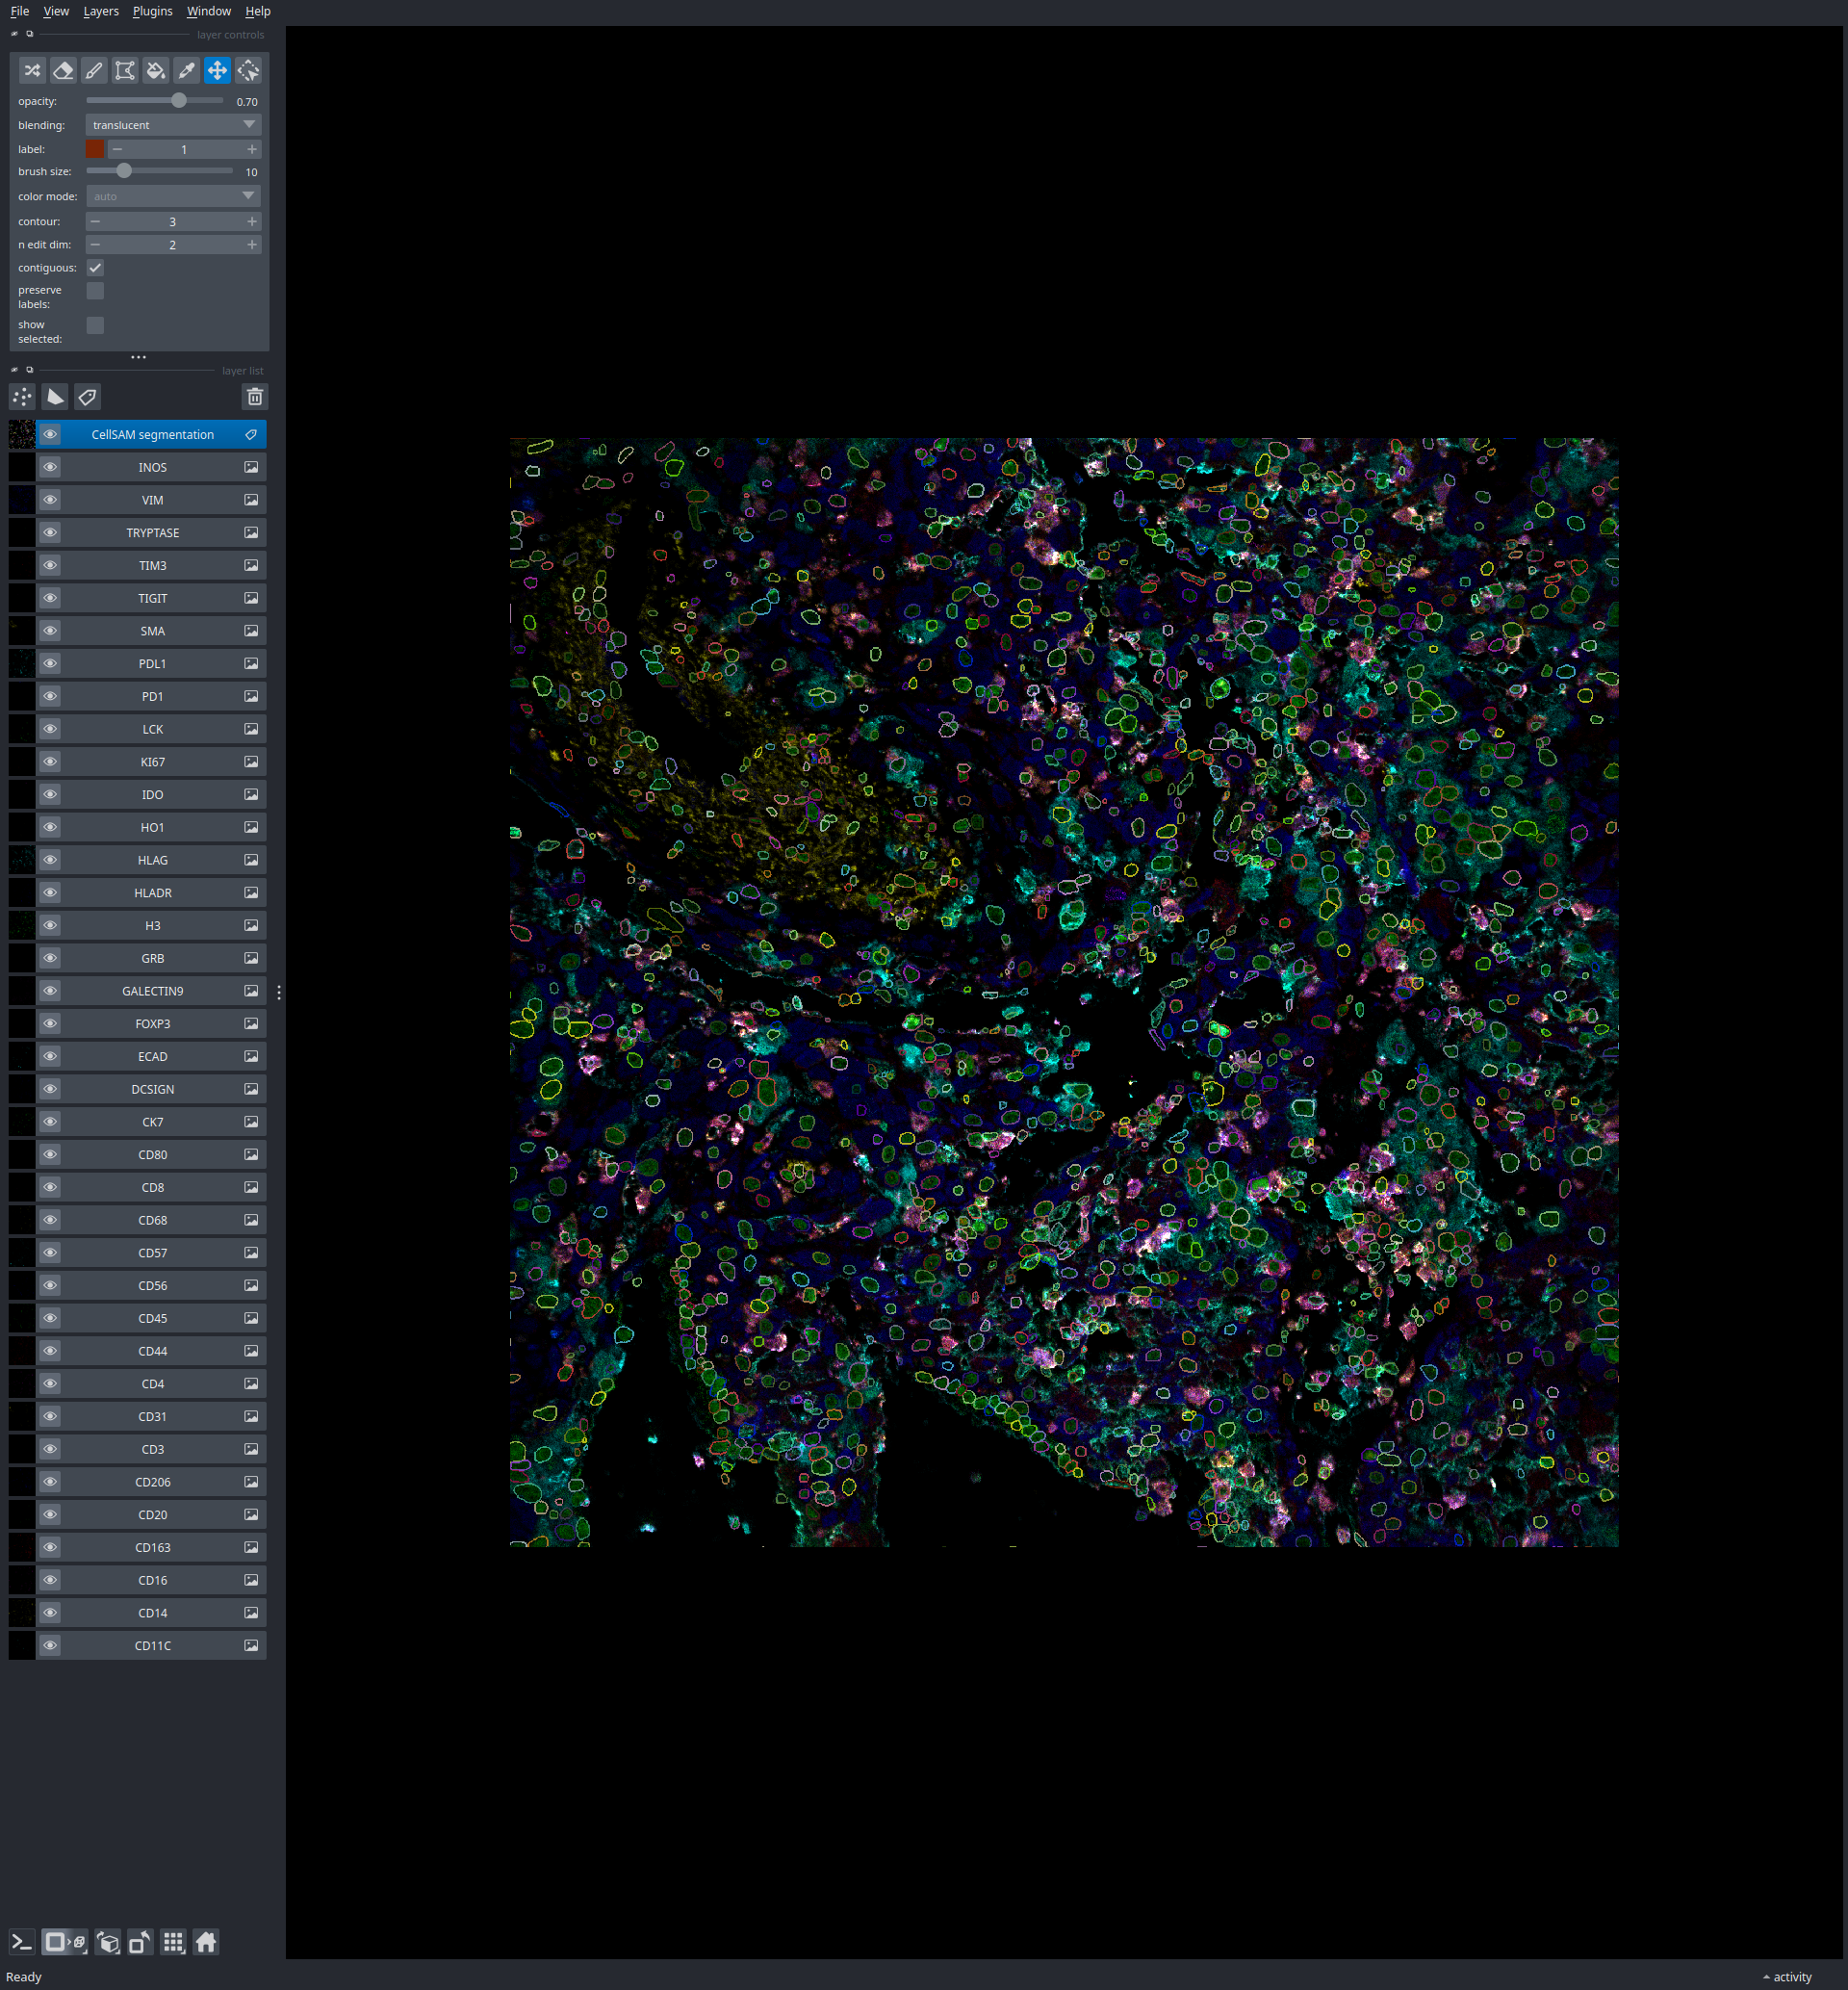 File View Layers Plugins Window Help
layer controls
opacity: 0.70
blending: translucent
label: 1
brush size: 10
color mode: auto
contour: 3
n edit dim: 2
contiguous:
preserve
labels:
show
selected:
layer list
CellSAM segmentation
INOS
VIM
TRYPTASE
TIM3
TIGIT
SMA
PDL1
PD1
LCK
KI67
IDO
HO1
HLAG
HLADR
H3
GRB
GALECTIN9
FOXP3
ECAD
DCSIGN
CK7
CD80
CD8
CD68
CD57
CD56
CD45
CD44
CD4
CD31
CD3
CD206
CD20
CD163
CD16
CD14
CD11C
Ready
activity